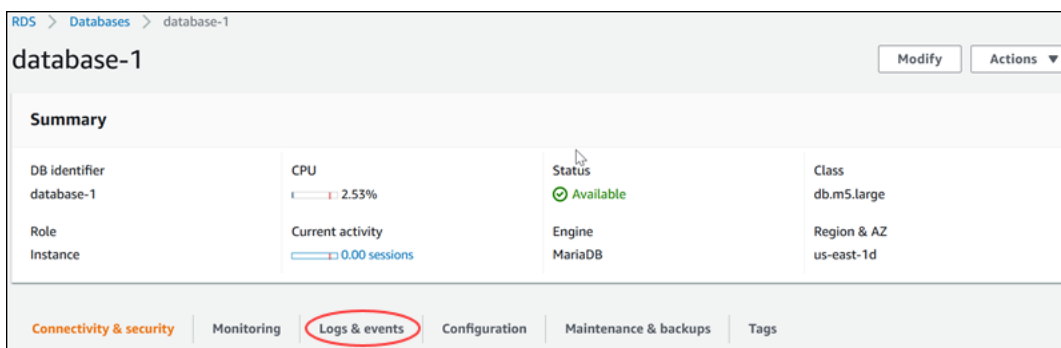 RDS > Databases > database-1
database-1
Modify
Actions
Summary
DB identifier
database-1
CPU
2.53%
Status
Available
Class
db.m5.large
Role
Instance
Current activity
0.00 sessions
Engine
MariaDB
Region & AZ
us-east-1d
Connectivity & security
Monitoring
Logs & events
Configuration
Maintenance & backups
Tags